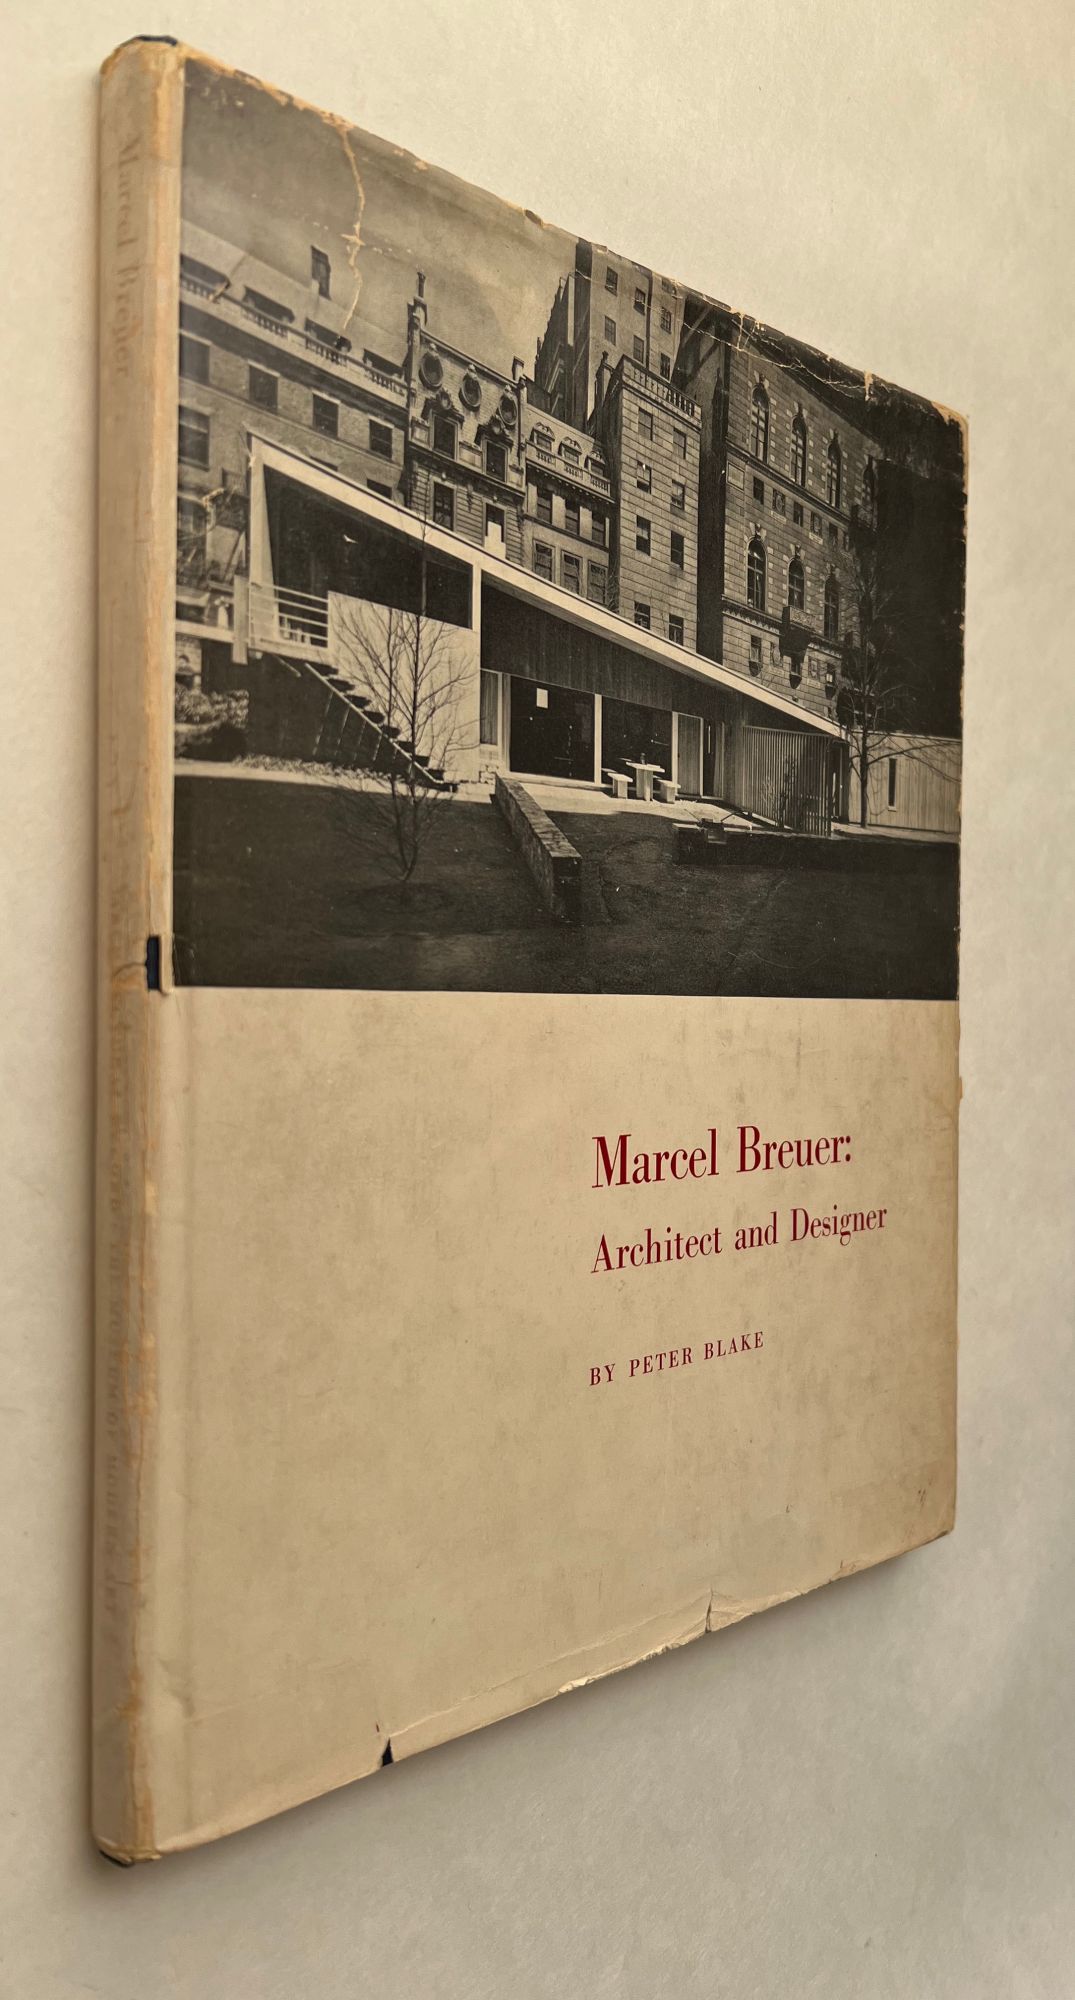 Marcel Breuer
Marcel Breuer:
Architect and Designer
BY PETER BLAKE